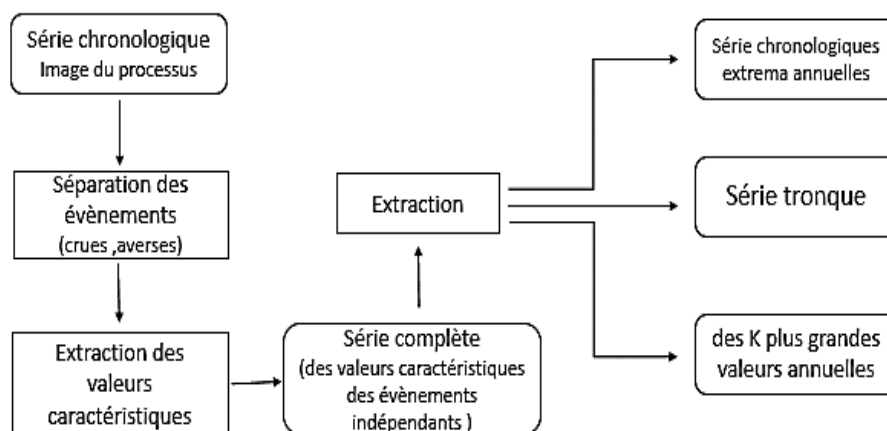 Série chronologique
Image du processus
Séparation des
évènements
(crues ,averses)
Extraction des
valeurs
caractéristiques
Série complète
(des valeurs caractéristiques
des évènements
indépendants )
Extraction
Série chronologiques
extrema annuelles
Série tronque
des K plus grandes
valeurs annuelles